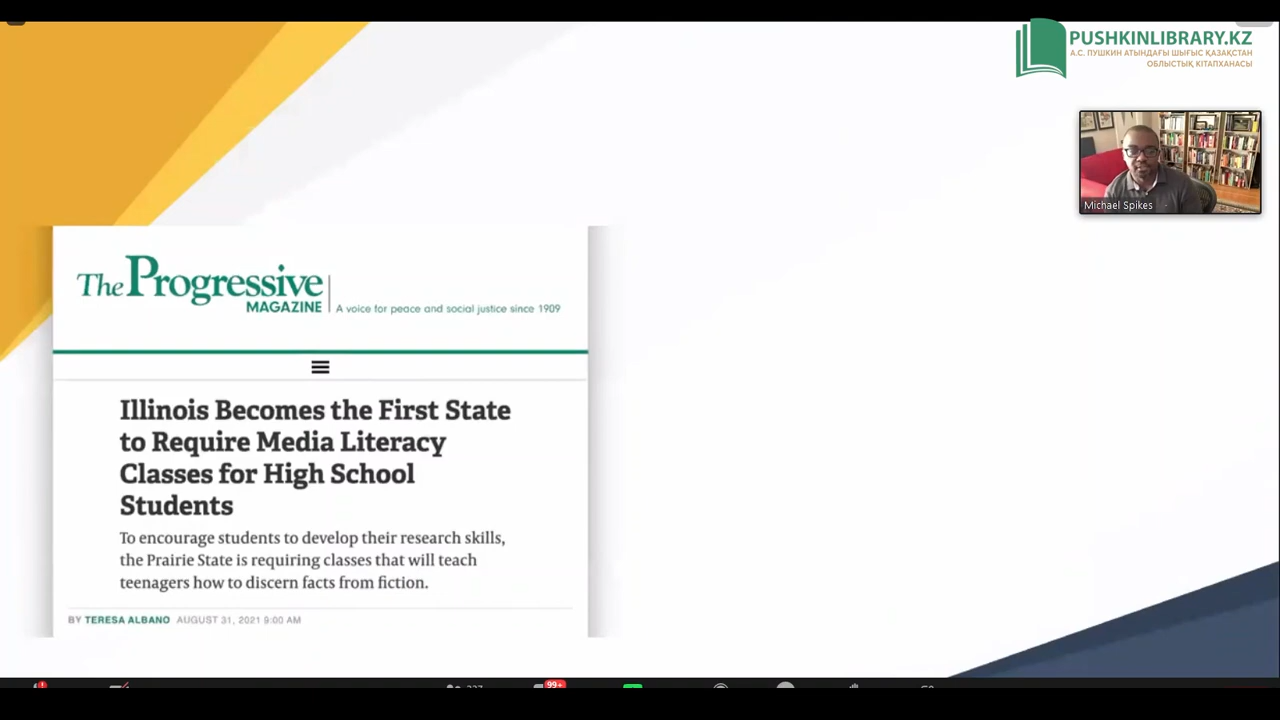 PUSHKINLIBRARY.KZ
А.С. ПУШКИН АТЫНДАҒЫ ШЫҒЫС ҚАЗАҚСТАН
ОБЛЫСТЫҚ КІТАПХАНАСЫ
Michael Spikes
The Progressive
MAGAZINE
A voice for peace and social justice since 1909
Illinois Becomes the First State
to Require Media Literacy
Classes for High School
Students
To encourage students to develop their research skills,
the Prairie State is requiring classes that will teach
teenagers how to discern facts from fiction.
BY TERESA ALBANO AUGUST 31, 2021 9:00 AM
99+